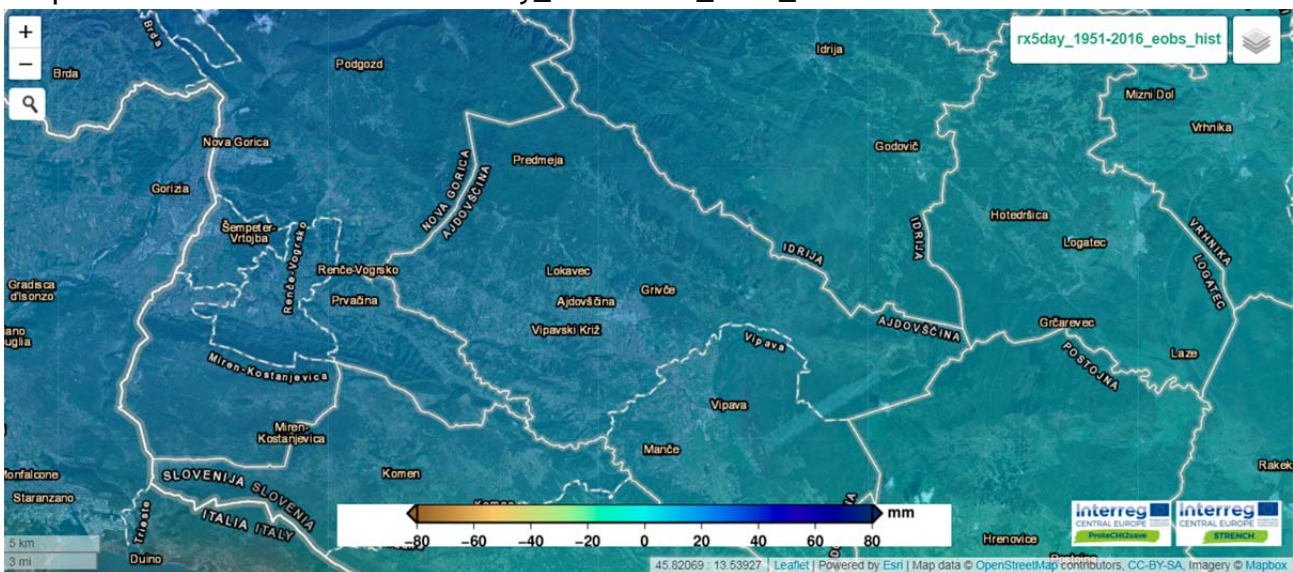 rx5day_1951-2016_eobs_hist
+
−
Brda
Brda
Podgozd
Idrija
Mizni Dol
Vrhnika
Nova Gorica
Godovič
Predmeja
Gorizia
NOVA GORICA
AJDOVŠČINA
Hotedršica
Šempeter-
Vrtojba
Renče-Vogrsko
IDRIJA
IDRIJA
Logatec
VRHNIKA
LOGATEC
Renče-Vogrsko
Lokavec
Gradisca
d'Isonzo
Prvačina
Ajdovščina
Grivče
Vipavski Križ
AJDOVŠČINA
Grčarevec
Vipava
POSTOJNA
Laze
Miren-Kostanjevica
Vipava
Miren-
Kostanjevica
Manče
Monfalcone
SLOVENIJA SLOVENIA
Komen
Rakek
Staranzano
ITALIA ITALY
Trieste
Duino
mm
−80 −60 −40 −20 0 20 40 60 80
Hrenovice
Interreg
CENTRAL EUROPE
ProteCHt2save
Interreg
CENTRAL EUROPE
STRENCH
5 km
3 mi
45.82069 : 13.53927 | Leaflet | Powered by Esri | Map data © OpenStreetMap contributors, CC-BY-SA, Imagery © Mapbox